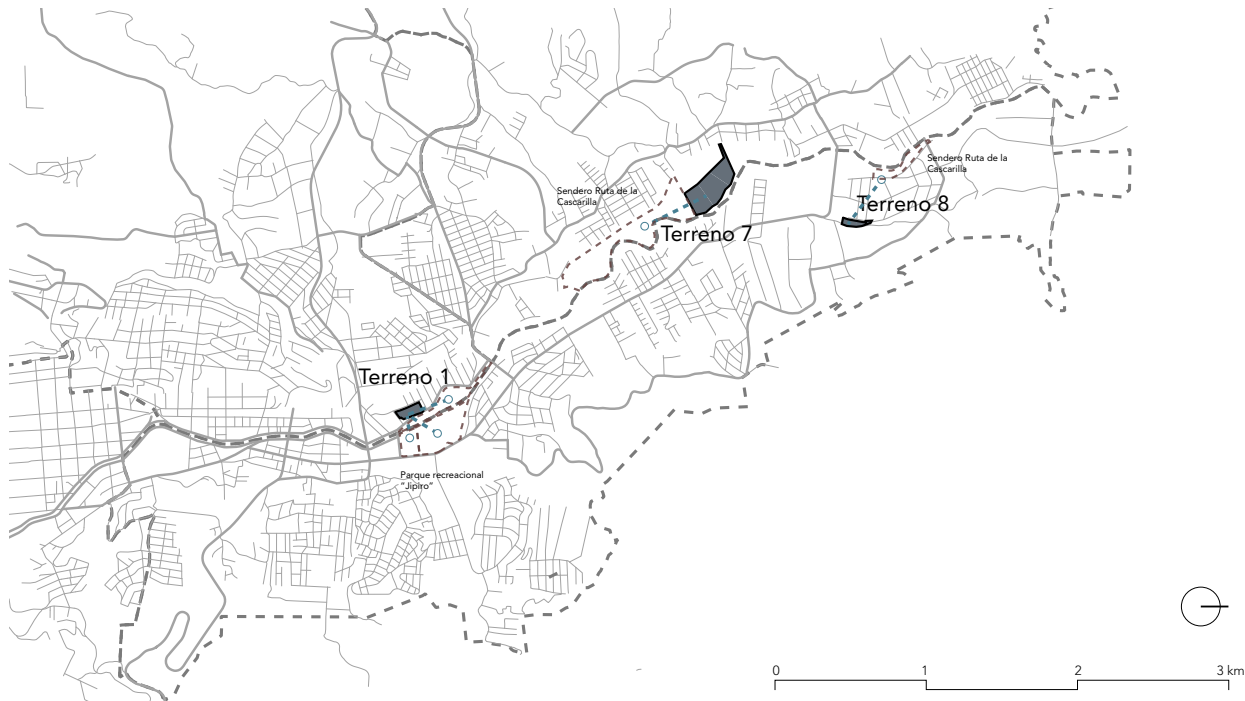 Sendero Ruta de la
Cascarilla
Sendero Ruta de la
Cascarilla
Terreno 8
Terreno 7
Terreno 1
Parque recreacional
“Jipiro”
0 1 2 3 km